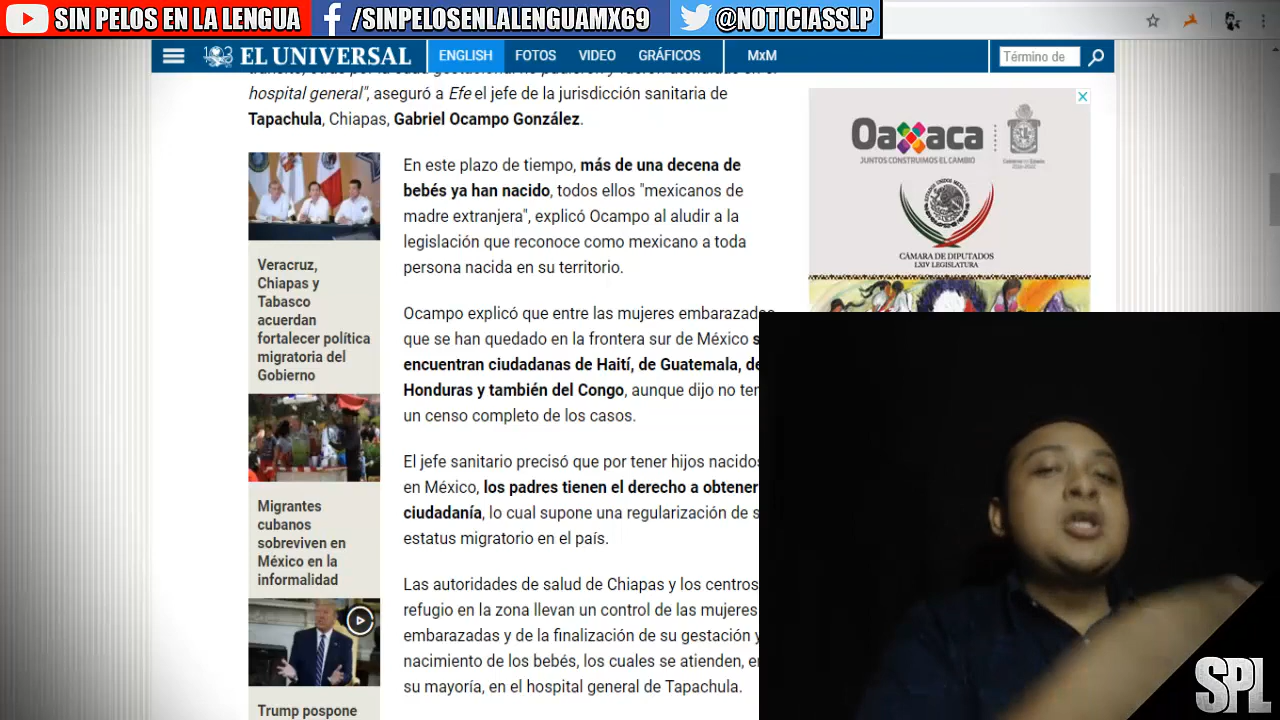 SIN PELOS EN LA LENGUA
/SINPELOSENLALENGUAMX69
@NOTICIASSLP
EL UNIVERSAL
ENGLISH
FOTOS
VIDEO
GRÁFICOS
MxM
Término de
hospital general", aseguró a Efe el jefe de la jurisdicción sanitaria de
Tapachula, Chiapas, Gabriel Ocampo González.
En este plazo de tiempo, más de una decena de
bebés ya han nacido, todos ellos "mexicanos de
madre extranjera", explicó Ocampo al aludir a la
legislación que reconoce como mexicano a toda
persona nacida en su territorio.
Ocampo explicó que entre las mujeres embarazadas
que se han quedado en la frontera sur de México s
encuentran ciudadanas de Haití, de Guatemala, de
Honduras y también del Congo, aunque dijo no ten
un censo completo de los casos.
El jefe sanitario precisó que por tener hijos nacidos
en México, los padres tienen el derecho a obtener
ciudadanía, lo cual supone una regularización de s
estatus migratorio en el país.
Las autoridades de salud de Chiapas y los centros
refugio en la zona llevan un control de las mujeres
embarazadas y de la finalización de su gestación y
nacimiento de los bebés, los cuales se atienden, en
su mayoría, en el hospital general de Tapachula.
Veracruz,
Chiapas y
Tabasco
acuerdan
fortalecer política
migratoria del
Gobierno
Migrantes
cubanos
sobreviven en
México en la
informalidad
Trump pospone
Oaxaca
JUNTOS CONSTRUIMOS EL CAMBIO
CÁMARA DE DIPUTADOS
LXIV LEGISLATURA
SPL